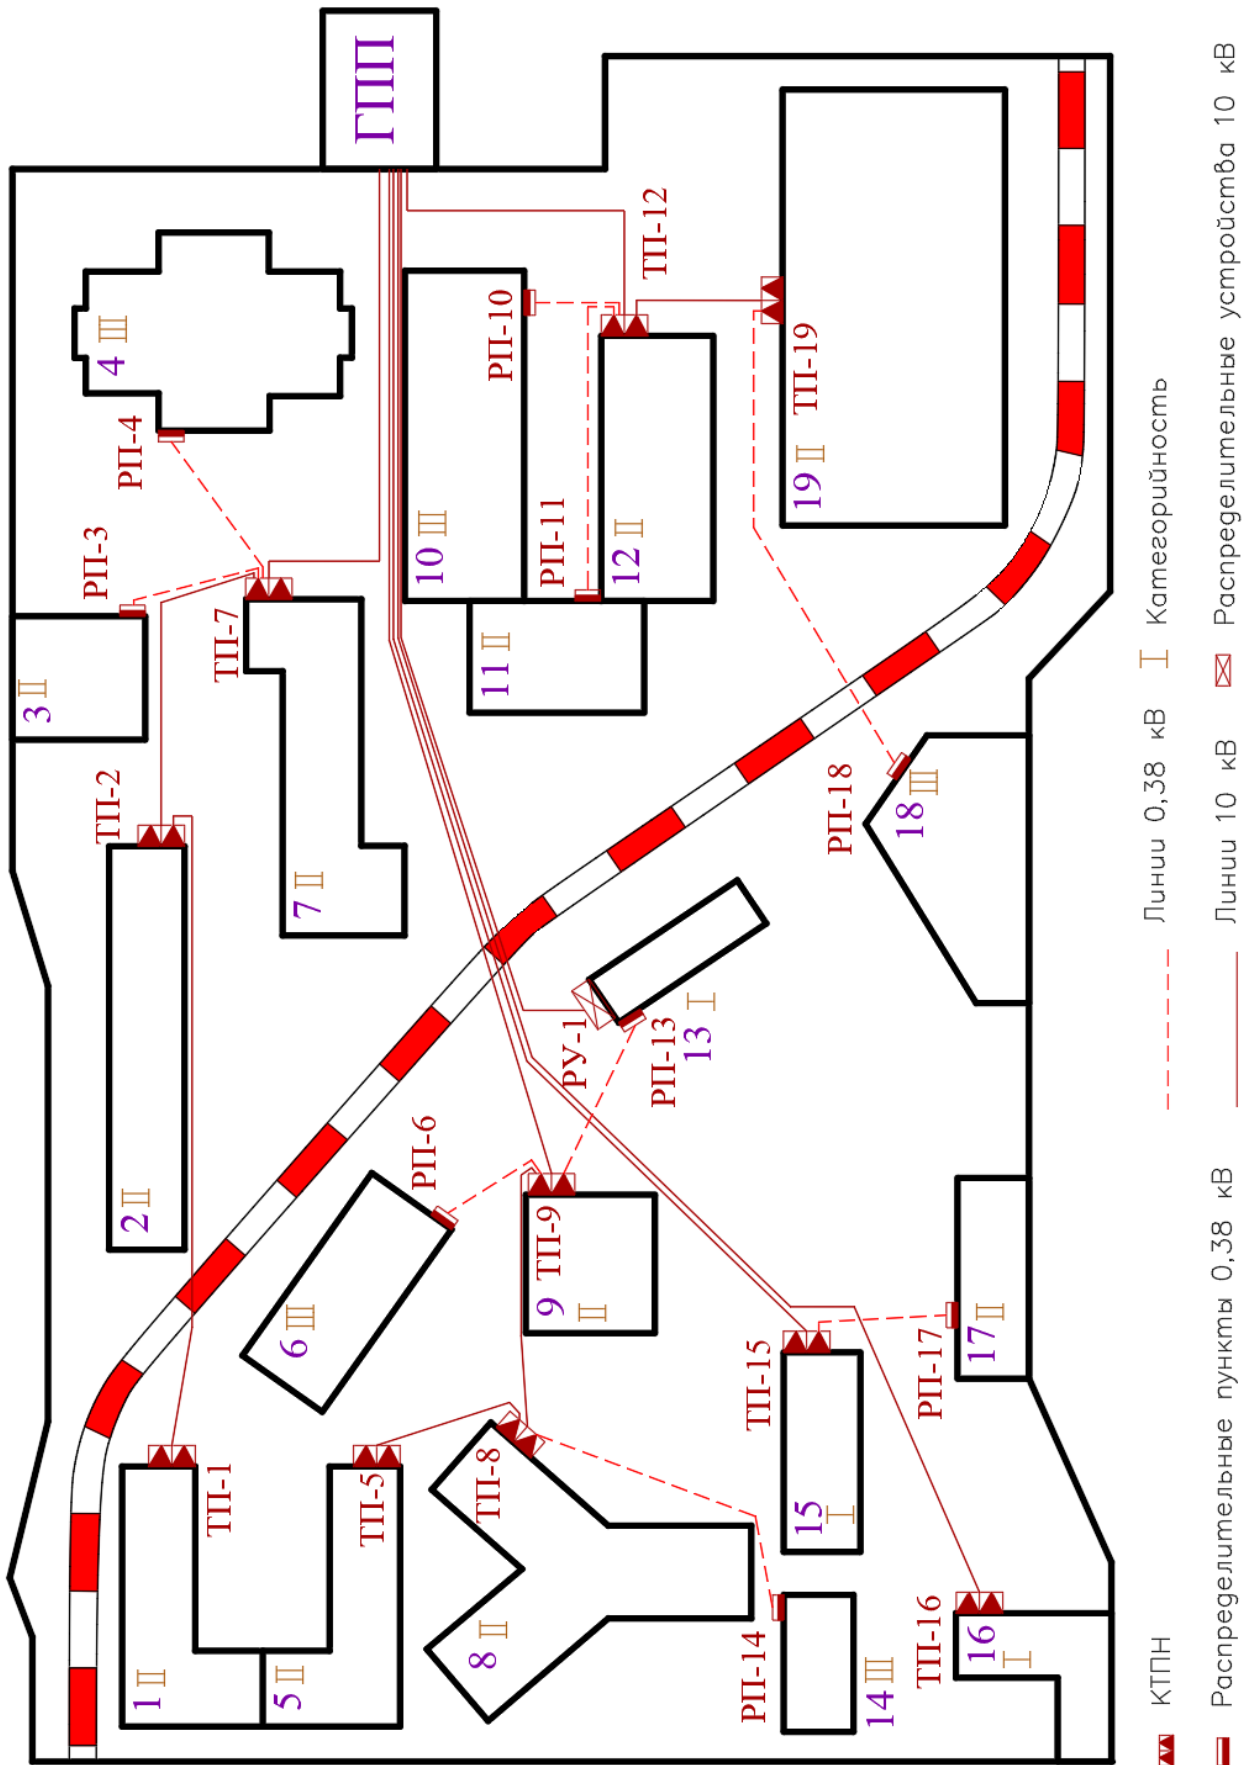 ГПП
4 III
РП-4
3 II
РП-3
ТП-7
7 II
ТП-2
2 II
10 III
РП-10
11 II
РП-11
12 II
ТП-12
19 II
ТП-19
18 III
РП-18
РУ-1
РП-13
13 I
6 III
РП-6
9 II
ТП-9
1 II
ТП-1
5 II
ТП-5
8 II
ТП-8
14 III
РП-14
15 I
ТП-15
16 I
ТП-16
17 II
РП-17
КТПН
Линии 0,38 кВ
I Категорийность
Распределительные пункты 0,38 кВ
Линии 10 кВ
Распределительные устройства 10 кВ